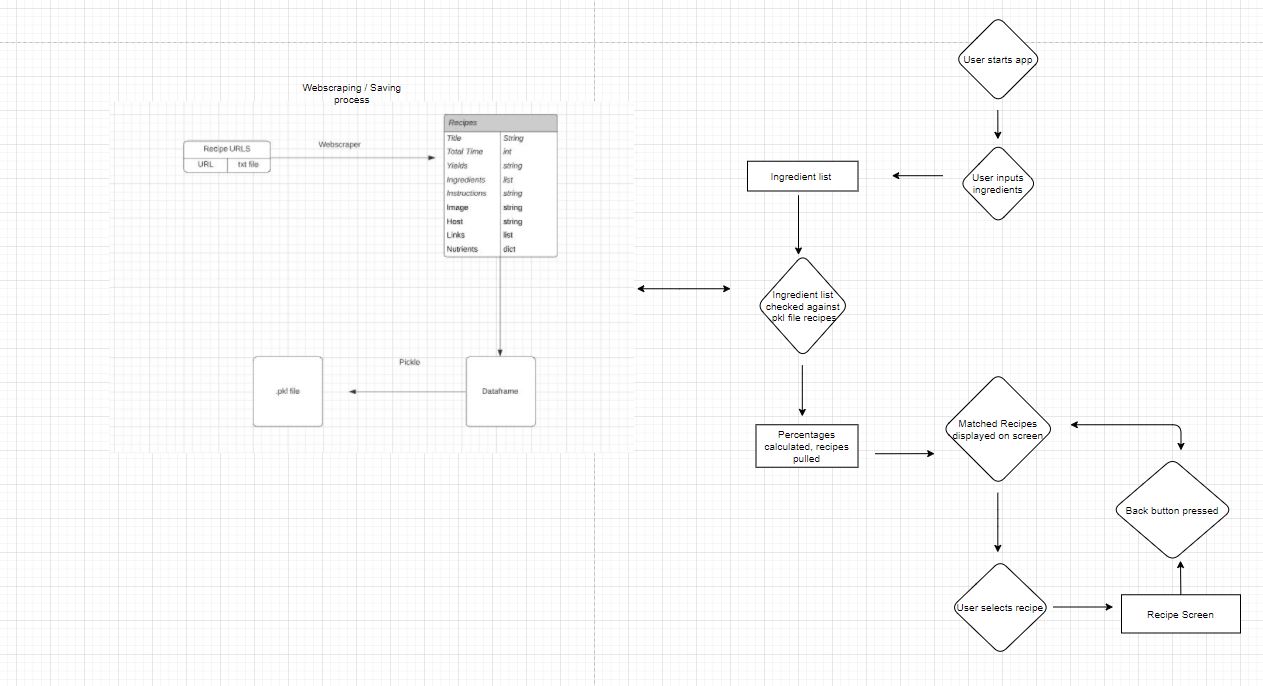 Webscraping / Saving
process
Recipe URLS
URL txt file
Webscraper
Recipes
Title String
Total Time int
Yields string
Ingredients list
Instructions string
Image string
Host string
Links list
Nutrients dict
Pickle
.pkl file
Dataframe
User starts app
User inputs
ingredients
Ingredient list
Ingredient list
checked against
pkl file recipes
Percentages
calculated, recipes
pulled
Matched Recipes
displayed on screen
Back button pressed
User selects recipe
Recipe Screen